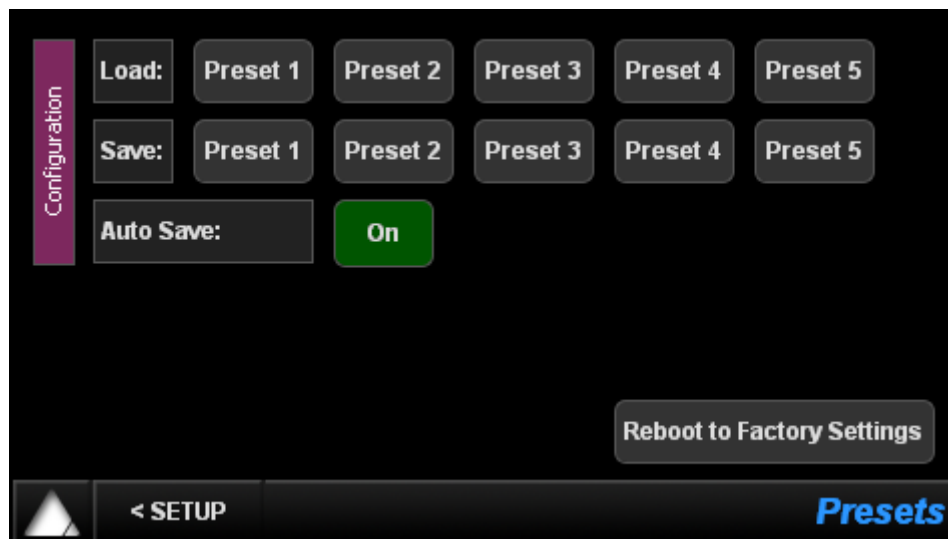 Configuration
Load: Preset 1 Preset 2 Preset 3 Preset 4 Preset 5
Save: Preset 1 Preset 2 Preset 3 Preset 4 Preset 5
Auto Save: On
Reboot to Factory Settings
< SETUP Presets